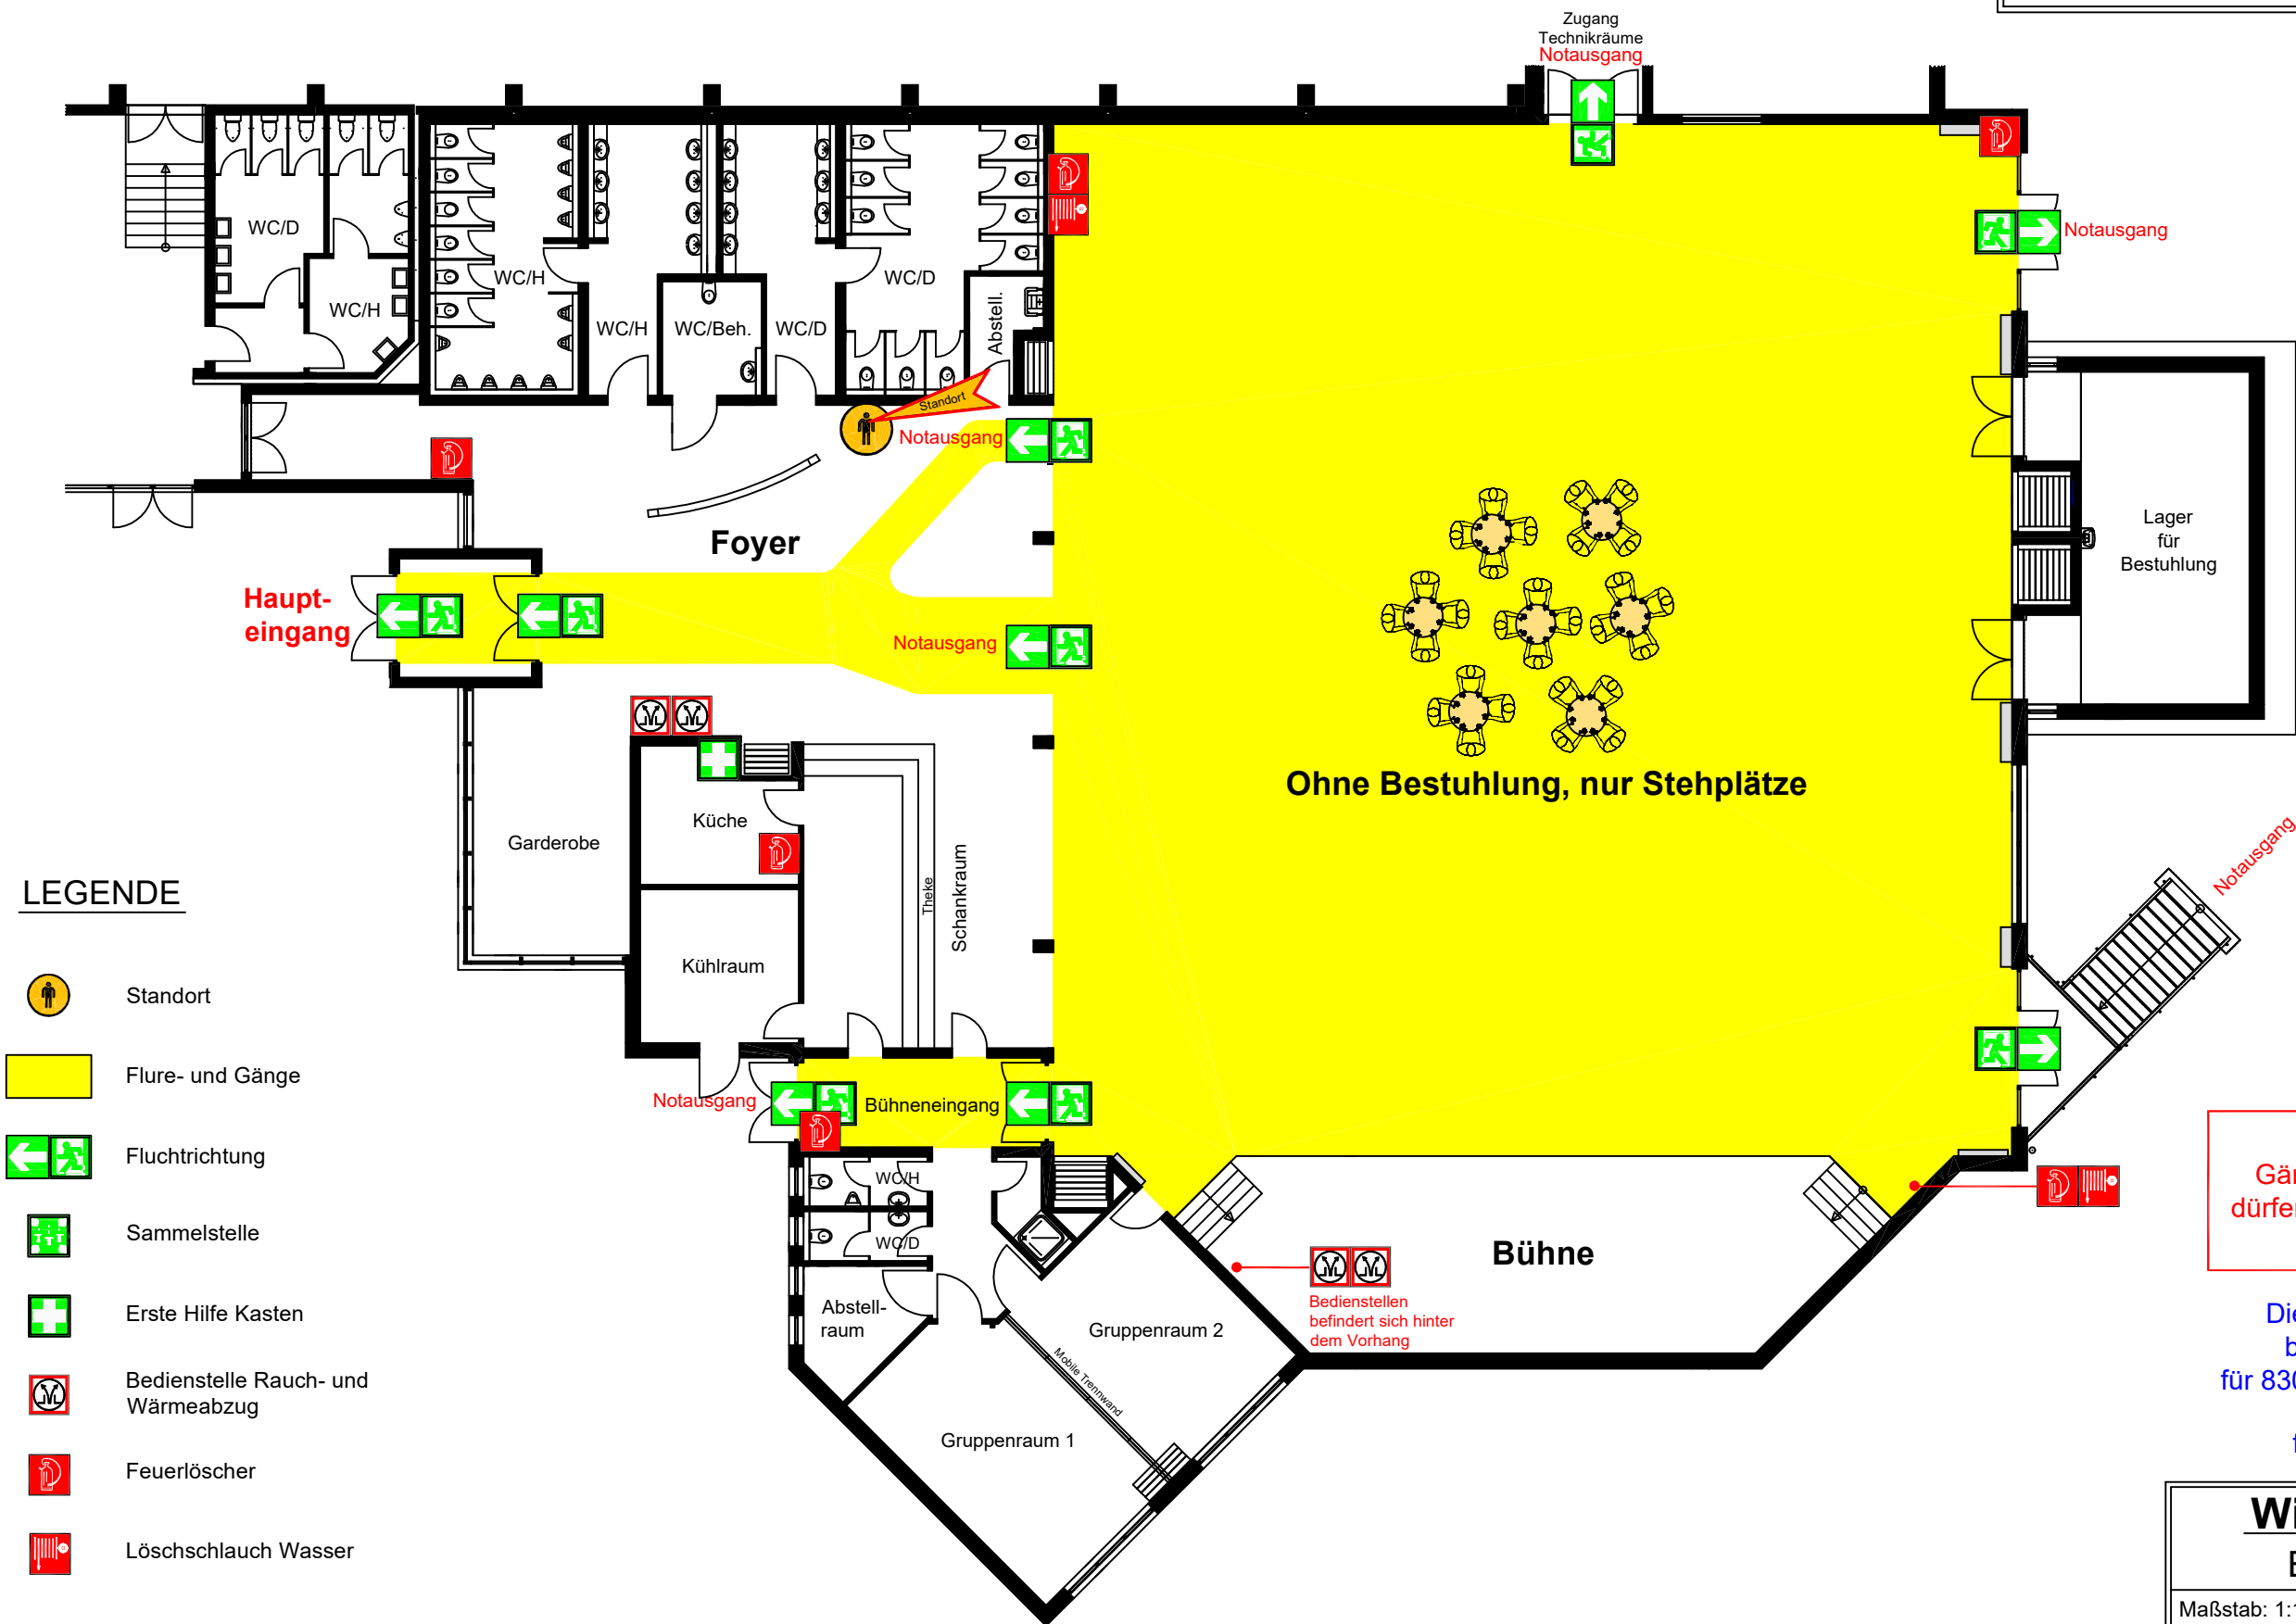 Zugang
Technikräume
Notausgang
WC/D
WC/H
WC/H
WC/H
WC/Beh.
WC/D
WC/D
Abstell.
Notausgang
Standort
Notausgang
Foyer
Haupt-
eingang
Notausgang
Lager
für
Bestuhlung
Ohne Bestuhlung, nur Stehplätze
Küche
Garderobe
Theke
Schankraum
Kühlraum
Notausgang
Notausgang
Bühneneingang
WC/H
WC/D
Abstell-
raum
Gruppenraum 2
Mobile Trennwand
Gruppenraum 1
Bühne
Bedienstellen
befindert sich hinter
dem Vorhang
LEGENDE
Standort
Flure- und Gänge
Fluchtrichtung
Sammelstelle
Erste Hilfe Kasten
Bedienstelle Rauch- und
Wärmeabzug
Feuerlöscher
Löschschlauch Wasser
für 830
Maßstab: